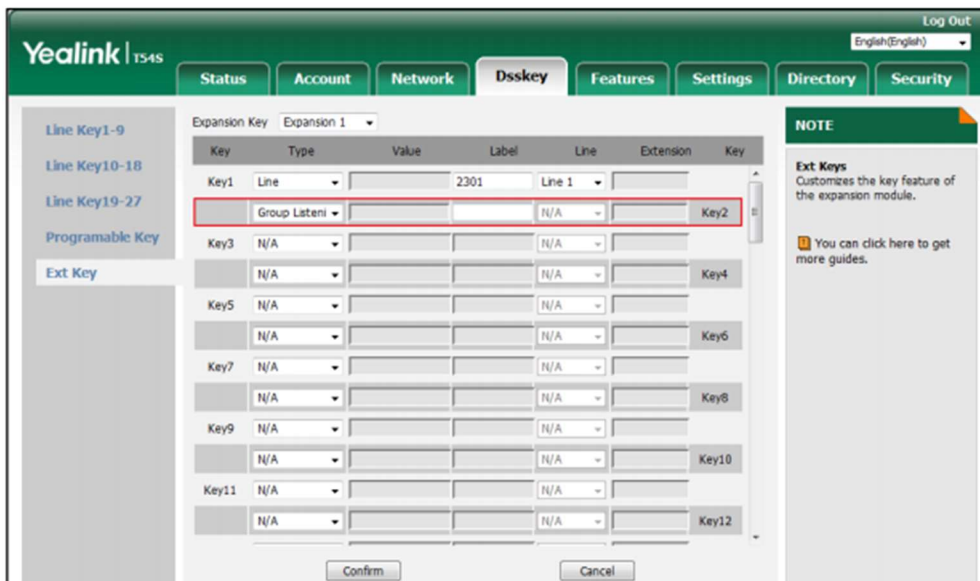 Log Out
Yealink | T54S
English(English)
Status Account Network Dsskey Features Settings Directory Security
Line Key1-9
Line Key10-18
Line Key19-27
Programable Key
Ext Key
Expansion Key Expansion 1
Key Type Value Label Line Extension Key
Key1 Line 2301 Line 1
Group Listeni N/A Key2
Key3 N/A N/A
N/A N/A Key4
Key5 N/A N/A
N/A N/A Key6
Key7 N/A N/A
N/A N/A Key8
Key9 N/A N/A
N/A N/A Key10
Key11 N/A N/A
N/A N/A Key12
Confirm Cancel
NOTE
Ext Keys
Customizes the key feature of
the expansion module.
You can click here to get
more guides.